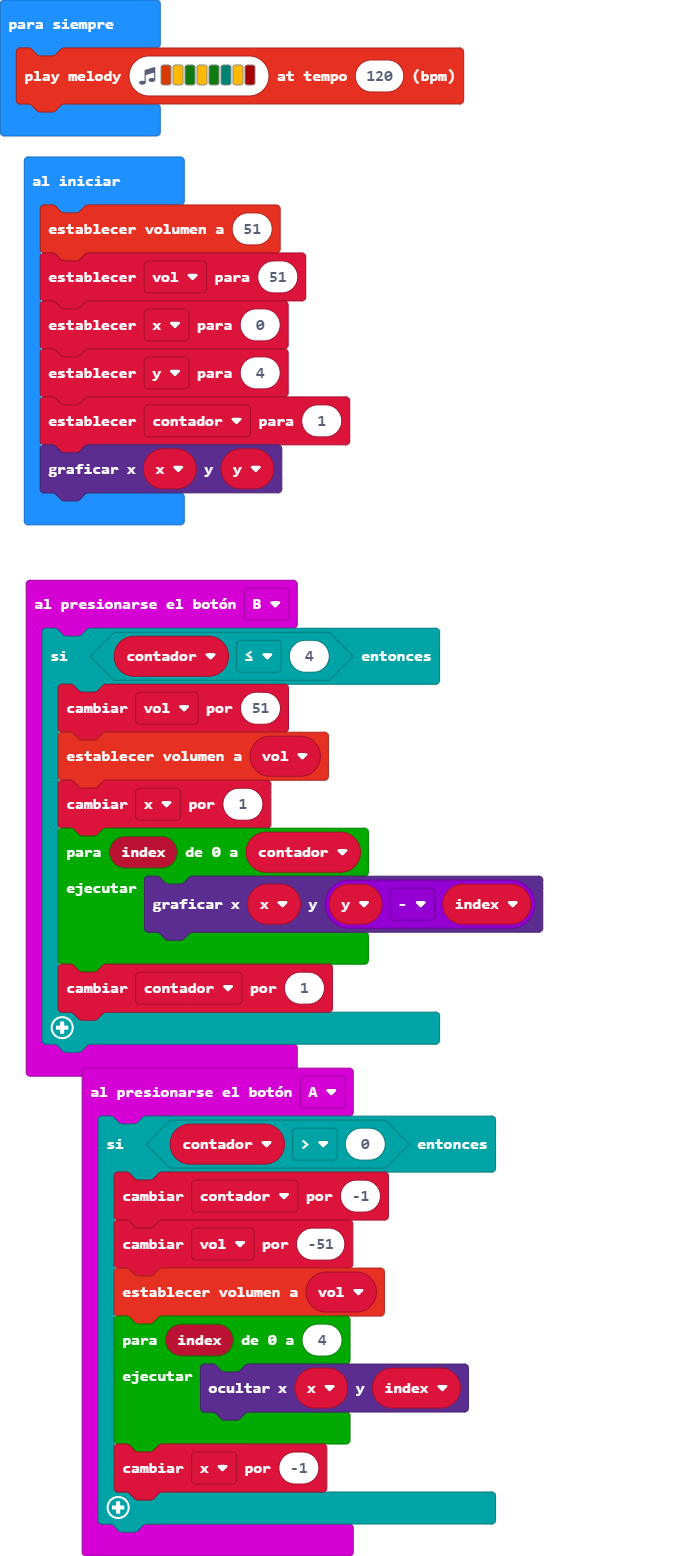 para siempre
play melody at tempo 120 (bpm)
al iniciar
establecer volumen a 51
establecer vol para 51
establecer x para 0
establecer y para 4
establecer contador para 1
graficar x x y y
al presionarse el botón B
si contador ≤ 4 entonces
cambiar vol por 51
establecer volumen a vol
cambiar x por 1
para index de 0 a contador
ejecutar
graficar x x y y - index
cambiar contador por 1
al presionarse el botón A
si contador > 0 entonces
cambiar contador por -1
cambiar vol por -51
establecer volumen a vol
para index de 0 a 4
ejecutar
ocultar x x y index
cambiar x por -1